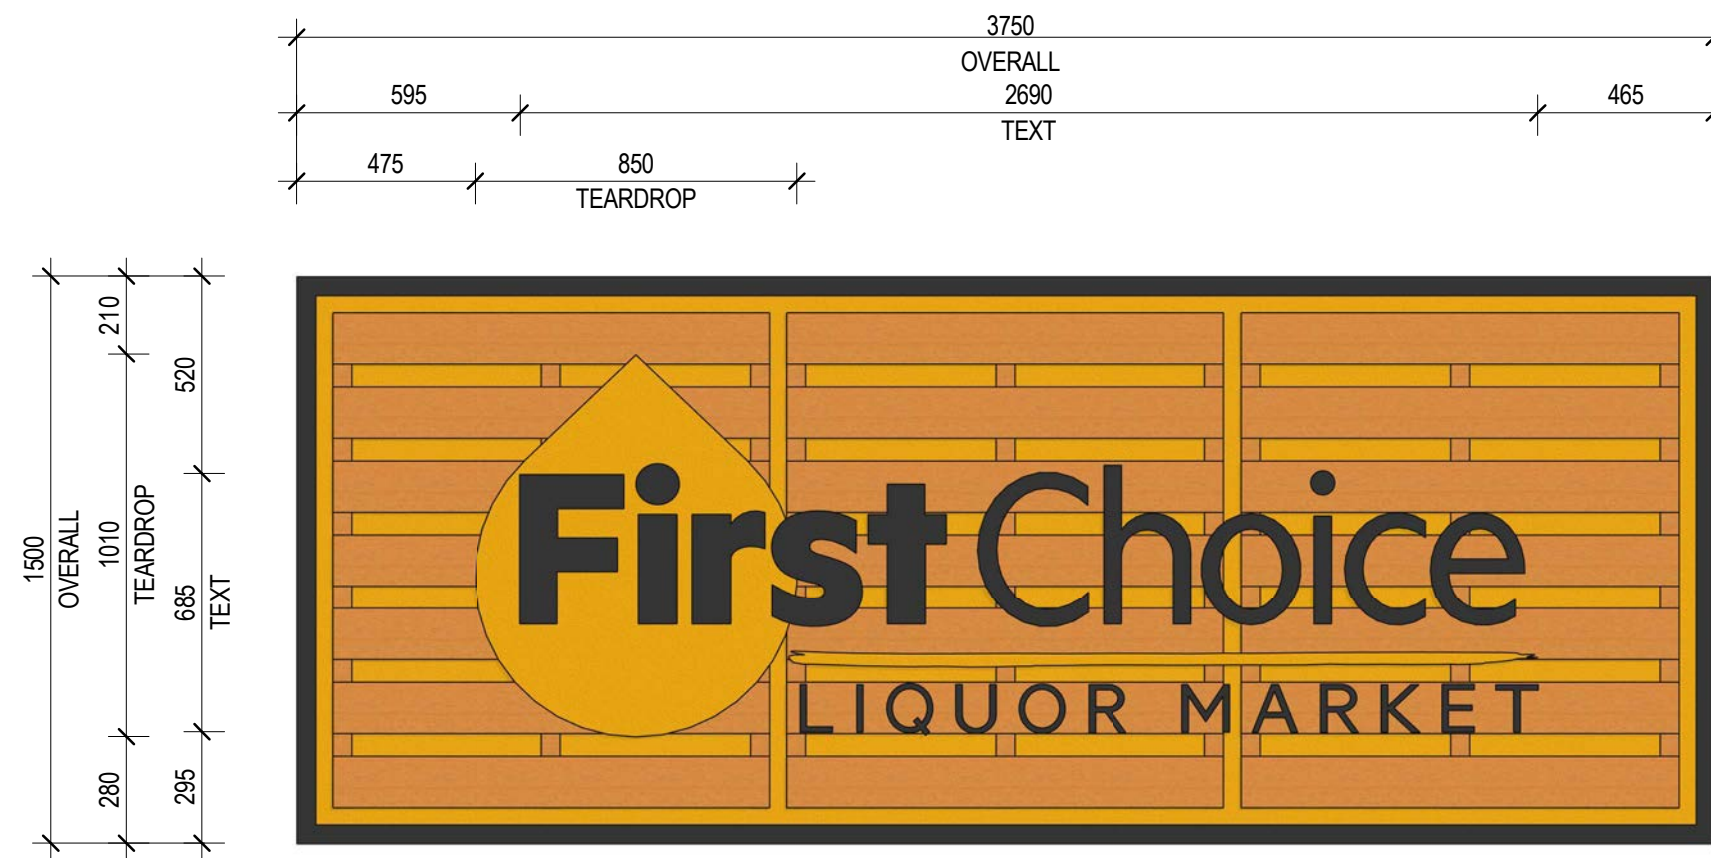 3750
OVERALL
595
2690
465
TEXT
475
850
TEARDROP
1500
OVERALL
210
1010
TEARDROP
280
520
685
TEXT
295
First Choice
LIQUOR MARKET